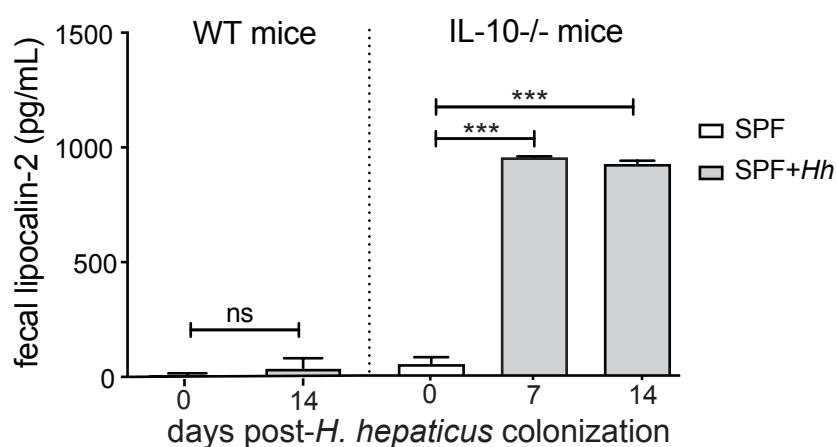 WT mice
IL-10-/- mice
fecal lipocalin-2 (pg/mL)
1500
1000
500
0
ns
***
***
SPF
SPF+Hh
0
14
0
7
14
days post-H. hepaticus colonization